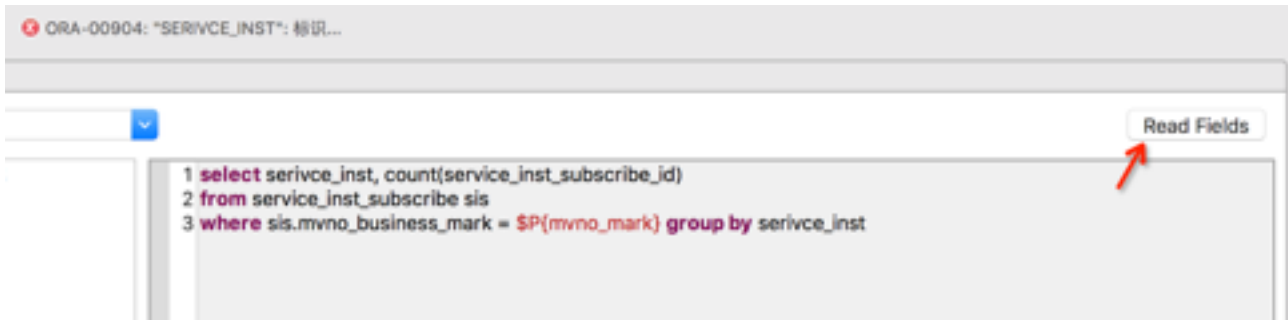 ORA-00904: "SERIVCE_INST": 标识...
Read Fields
1 select serivce_inst, count(service_inst_subscribe_id)
2 from service_inst_subscribe sis
3 where sis.mvno_business_mark = $P{mvno_mark} group by serivce_inst